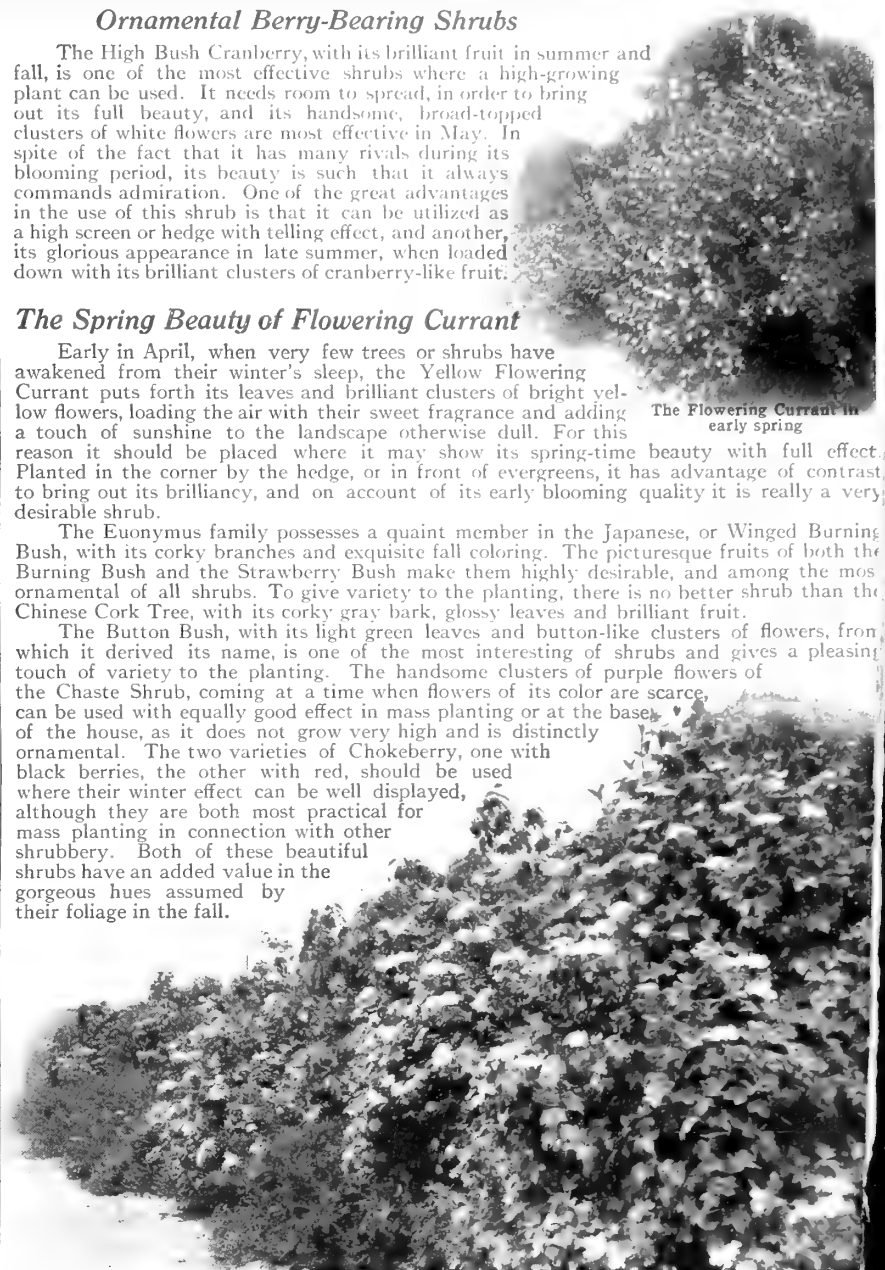 Ornamental Berry-Bearing Shrubs
The High Bush Cranberry, with its brilliant fruit in summer and
fall, is one of the most effective shrubs where a high-growing
plant can be used. It needs room to spread, in order to bring
out its full beauty, and its handsome, broad-topped
clusters of white flowers are most effective in May. In
spite of the fact that it has many rivals during its
blooming period, its beauty is such that it always
commands admiration. One of the great advantages
in the use of this shrub is that it can be utilized as
a high screen or hedge with telling effect, and another,
its glorious appearance in late summer, when loaded
down with its brilliant clusters of cranberry-like fruit.
The Spring Beauty of Flowering Currant
Early in April, when very few trees or shrubs have
awakened from their winter's sleep, the Yellow Flowering
Currant puts forth its leaves and brilliant clusters of bright yel-
low flowers, loading the air with their sweet fragrance and adding
a touch of sunshine to the landscape otherwise dull. For this
The Flowering Currant in
early spring
reason it should be placed where it may show its spring-time beauty with full effect.
Planted in the corner by the hedge, or in front of evergreens, it has advantage of contrast
to bring out its brilliancy, and on account of its early blooming quality it is really a very
desirable shrub.
The Euonymus family possesses a quaint member in the Japanese, or Winged Burning
Bush, with its corky branches and exquisite fall coloring. The picturesque fruits of both the
Burning Bush and the Strawberry Bush make them highly desirable, and among the mos
ornamental of all shrubs. To give variety to the planting, there is no better shrub than the
Chinese Cork Tree, with its corky gray bark, glossy leaves and brilliant fruit.
The Button Bush, with its light green leaves and button-like clusters of flowers, from
which it derived its name, is one of the most interesting of shrubs and gives a pleasing
touch of variety to the planting. The handsome clusters of purple flowers of
the Chaste Shrub, coming at a time when flowers of its color are scarce,
can be used with equally good effect in mass planting or at the base
of the house, as it does not grow very high and is distinctly
ornamental. The two varieties of Chokeberry, one with
black berries, the other with red, should be used
where their winter effect can be well displayed,
although they are both most practical for
mass planting in connection with other
shrubbery. Both of these beautiful
shrubs have an added value in the
gorgeous hues assumed by
their foliage in the fall.